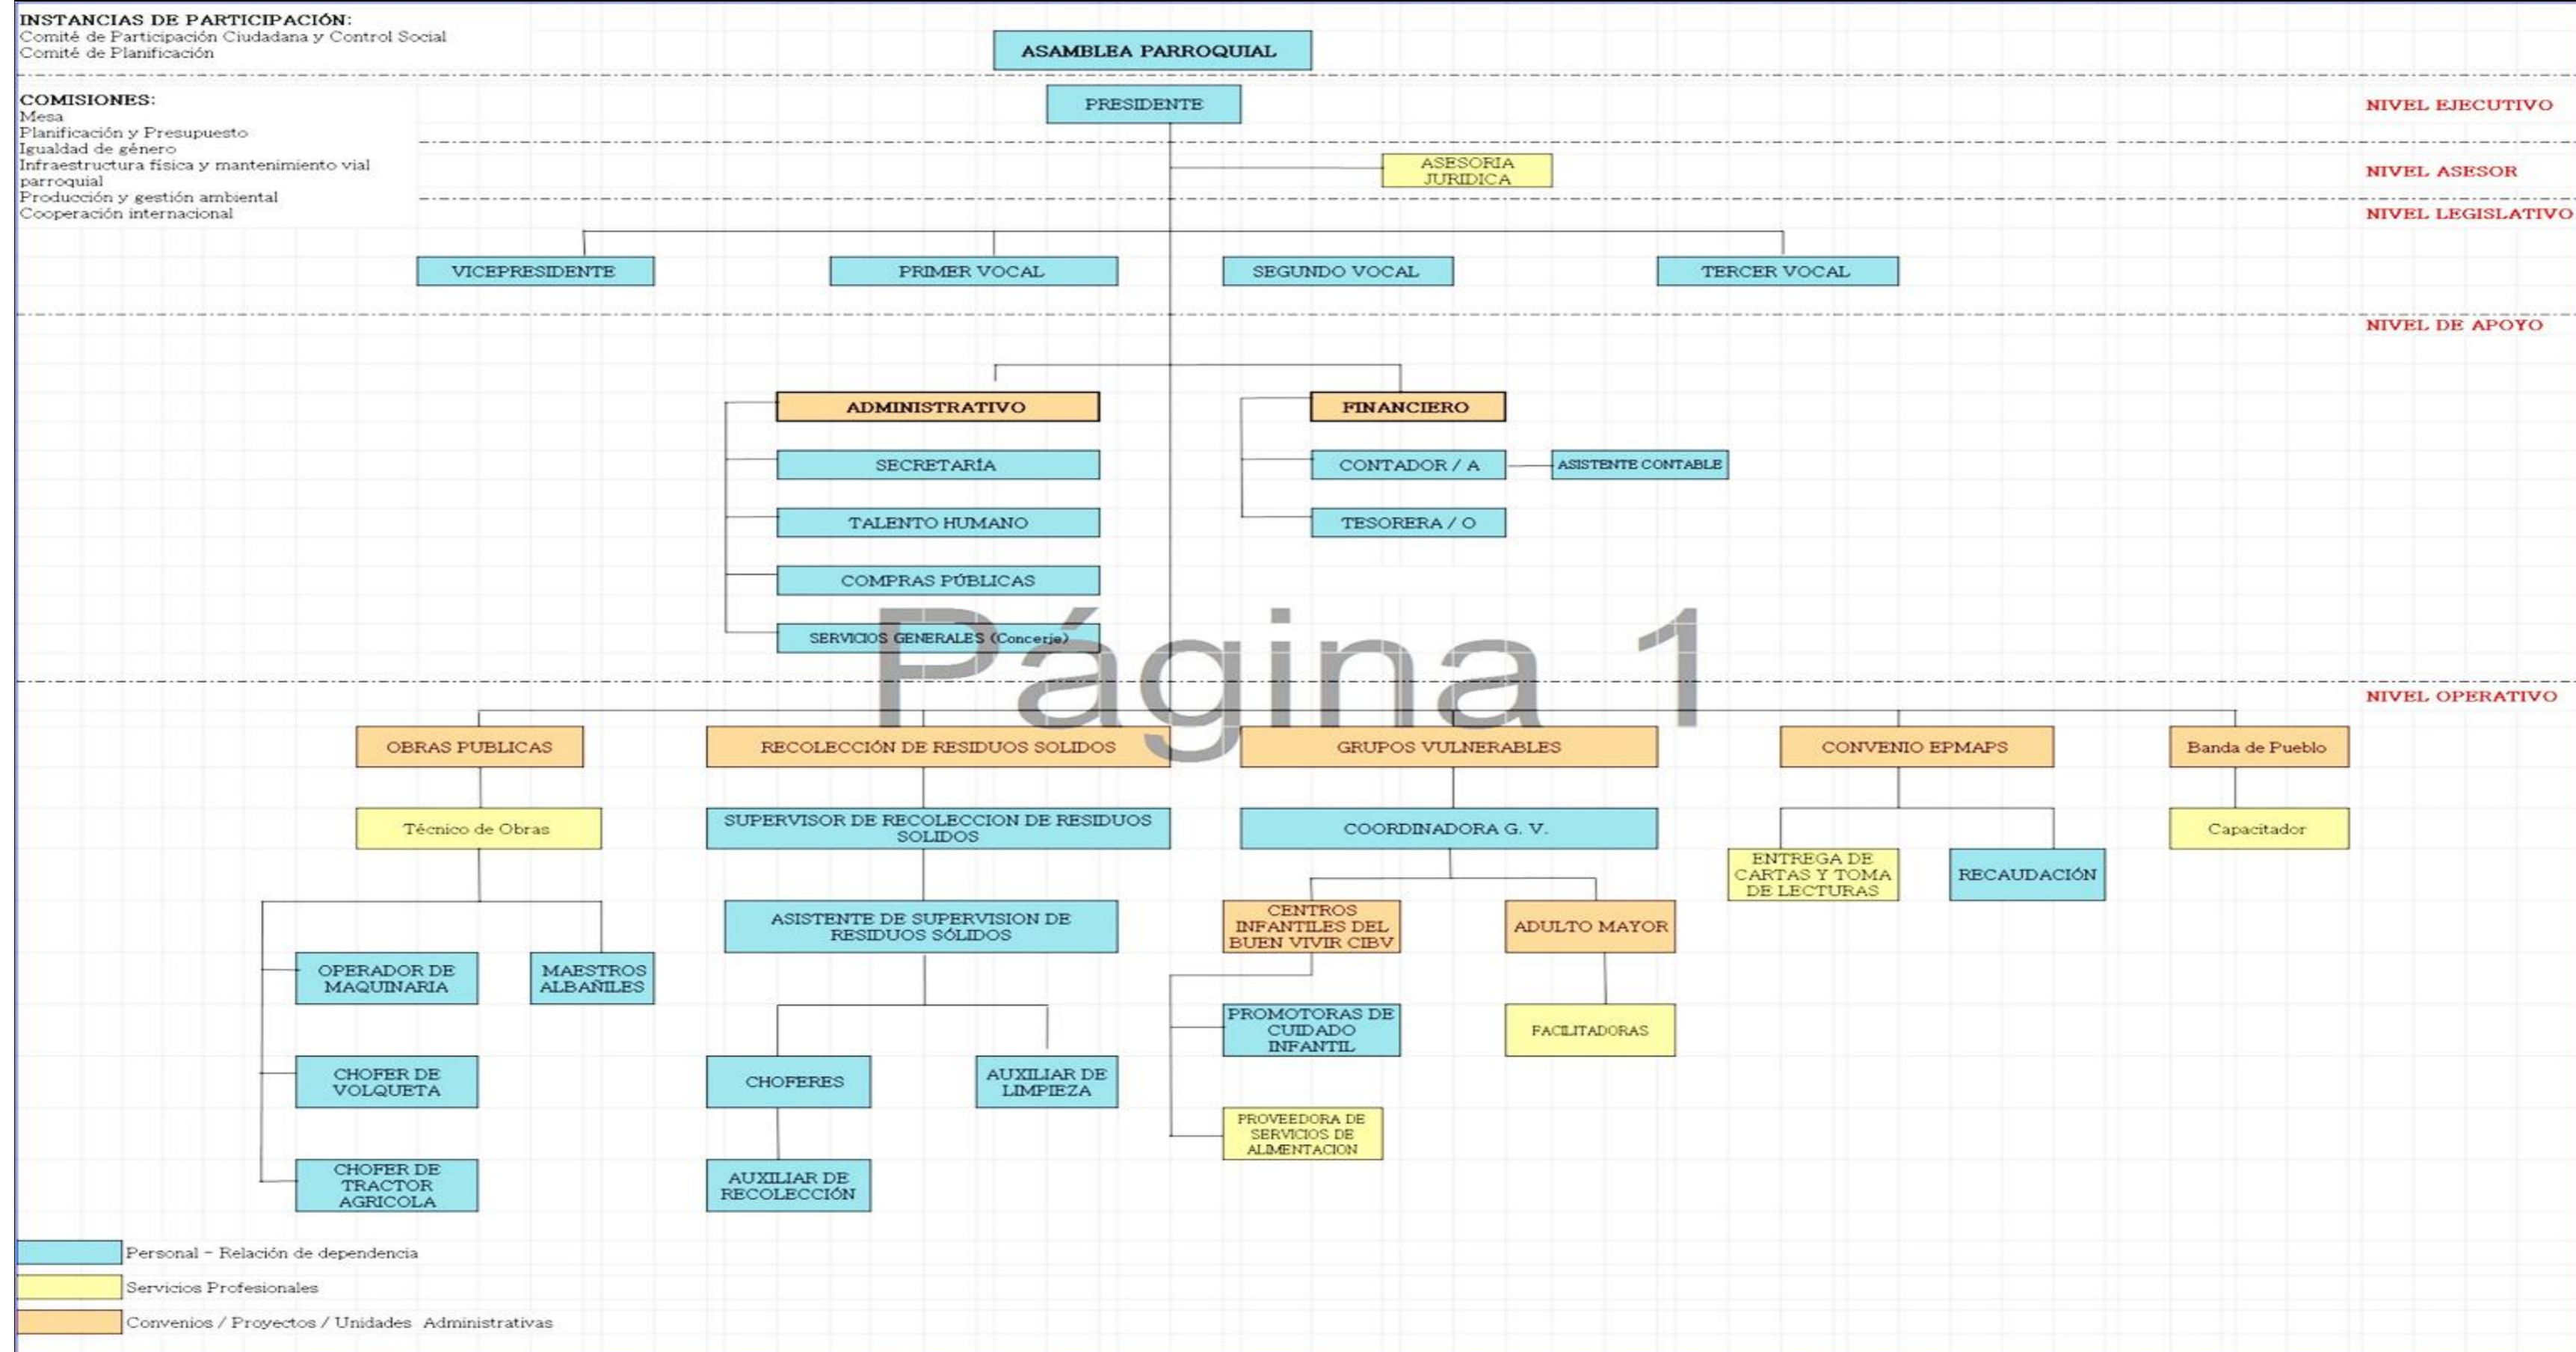 INSTANCIAS DE PARTICIPACIÓN:
Comité de Participación Ciudadana y Control Social
Comité de Planificación
ASAMBLEA PARROQUIAL
COMISIONES:
Mesa
Planificación y Presupuesto
Igualdad de género
Infraestructura física y mantenimiento vial
parroquial
Producción y gestión ambiental
Cooperación internacional
PRESIDENTE
NIVEL EJECUTIVO
ASESORIA
JURIDICA
NIVEL ASESOR
NIVEL LEGISLATIVO
VICEPRESIDENTE
PRIMER VOCAL
SEGUNDO VOCAL
TERCER VOCAL
NIVEL DE APOYO
ADMINISTRATIVO
FINANCIERO
SECRETARÍA
CONTADOR / A
ASISTENTE CONTABLE
TALENTO HUMANO
TESORERA / O
COMPRAS PÚBLICAS
SERVICIOS GENERALES (Concerje)
Página 1
NIVEL OPERATIVO
OBRAS PUBLICAS
RECOLECCIÓN DE RESIDUOS SOLIDOS
GRUPOS VULNERABLES
CONVENIO EPMAPS
Banda de Pueblo
Técnico de Obras
SUPERVISOR DE RECOLECCION DE RESIDUOS
SOLIDOS
COORDINADORA G. V.
Capacitador
ENTREGA DE
CARTAS Y TOMA
DE LECTURAS
RECAUDACIÓN
ASISTENTE DE SUPERVISION DE
RESIDUOS SÓLIDOS
CENTROS
INFANTILES DEL
BUEN VIVIR CIBV
ADULTO MAYOR
OPERADOR DE
MAQUINARIA
MAESTROS
ALBAÑILES
PROMOTORAS DE
CUIDADO
INFANTIL
FACILITADORAS
CHOFER DE
VOLQUETA
CHOFERES
AUXILIAR DE
LIMPIEZA
PROVEEDORA DE
SERVICIOS DE
ALIMENTACION
CHOFER DE
TRACTOR
AGRICOLA
AUXILIAR DE
RECOLECCIÓN
Personal - Relación de dependencia
Servicios Profesionales
Convenios / Proyectos / Unidades Administrativas